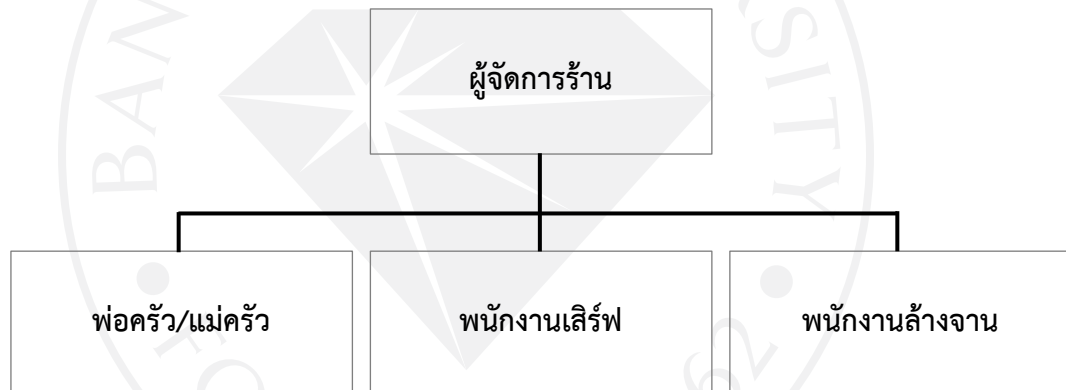 ผู้จัดการร้าน
พ่อครัว/แม่ครัว
พนักงานเสิร์ฟ
พนักงานล้างจาน